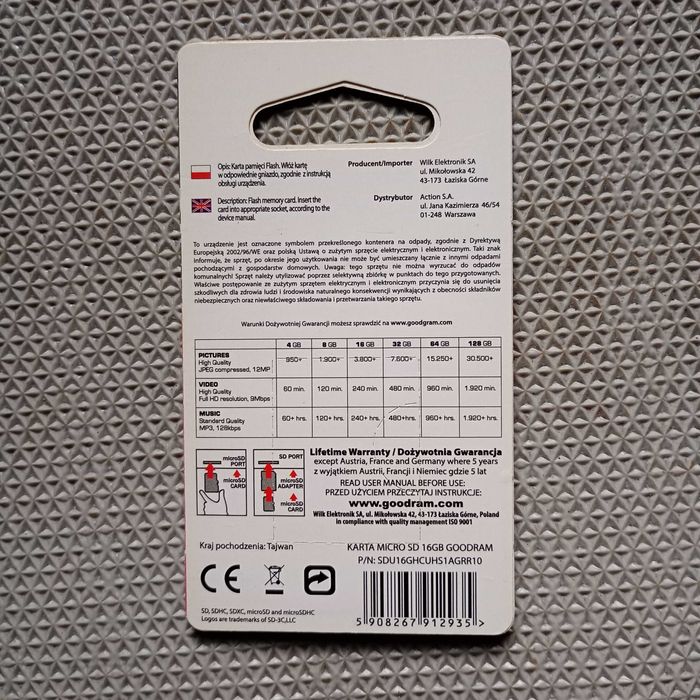 Opis: Karta pamięci Flash. Włóż kartę
w odpowiednie gniazdo, zgodnie z instrukcją
obsługi urządzenia.
Producent/Importer
Wilk Elektronik SA
ul. Mikołowska 42
43-173 Łaziska Górne
Description: Flash memory card. Insert the
card into appropriate socket, according to the
device manual.
Dystrybutor
Action S.A.
ul. Jana Kazimierza 46/54
01-248 Warszawa
To urządzenie jest oznaczone symbolem przekreślonego kontenera na odpady, zgodnie z Dyrektywą
Europejską 2002/96/WE oraz polską Ustawą o zużytym sprzęcie elektrycznym i elektronicznym. Taki znak
informuje, że sprzęt, po okresie jego użytkowania nie może być umieszczany łącznie z innymi odpadami
pochodzącymi z gospodarstw domowych. Uwaga: tego sprzętu nie można wyrzucać do odpadów
komunalnych! Sprzęt należy utylizować poprzez selektywną zbiórkę w punktach do tego przygotowanych.
Właściwe postępowanie ze zużytym sprzętem elektrycznym i elektronicznym przyczynia się do usunięcia
szkodliwych dla zdrowia ludzi i środowiska naturalnego konsekwencji wynikających z obecności składników
niebezpiecznych oraz niewłaściwego składowania i przetwarzania takiego sprzętu.
Warunki Dożywotniej Gwarancji możesz sprawdzić na www.goodram.com
4 GB 8 GB 16 GB 32 GB 64 GB 128 GB
PICTURES
High Quality
JPEG compressed, 12MP
950+ 1.900+ 3.800+ 7.600+ 15.250+ 30.500+
VIDEO
High Quality
Full HD resolution, 9Mbps
60 min. 120 min. 240 min. 480 min. 960 min. 1.920 min.
MUSIC
Standard Quality
MP3, 128kbps
60+ hrs. 120+ hrs. 240+ hrs. 480+hrs. 960+ hrs. 1.920+ hrs.
microSD
PORT
microSD
CARD
SD PORT
microSD
ADAPTER
microSD
CARD
Lifetime Warranty / Dożywotnia Gwarancja
except Austria, France and Germany where 5 years
z wyjątkiem Austrii, Francji i Niemiec gdzie 5 lat
READ USER MANUAL BEFORE USE:
PRZED UŻYCIEM PRZECZYTAJ INSTRUKCJE:
www.goodram.com
Wilk Elektronik SA, ul. Mikołowska 42, 43-173 Łaziska Górne, Poland
in compliance with quality management ISO 9001
Kraj pochodzenia: Tajwan
KARTA MICRO SD 16GB GOODRAM
P/N: SDU16GHCUHS1AGRR10
CE
SD, SDHC, SDXC, microSD and microSDHC
Logos are trademarks of SD-3C,LLC
5 908267 912935 >